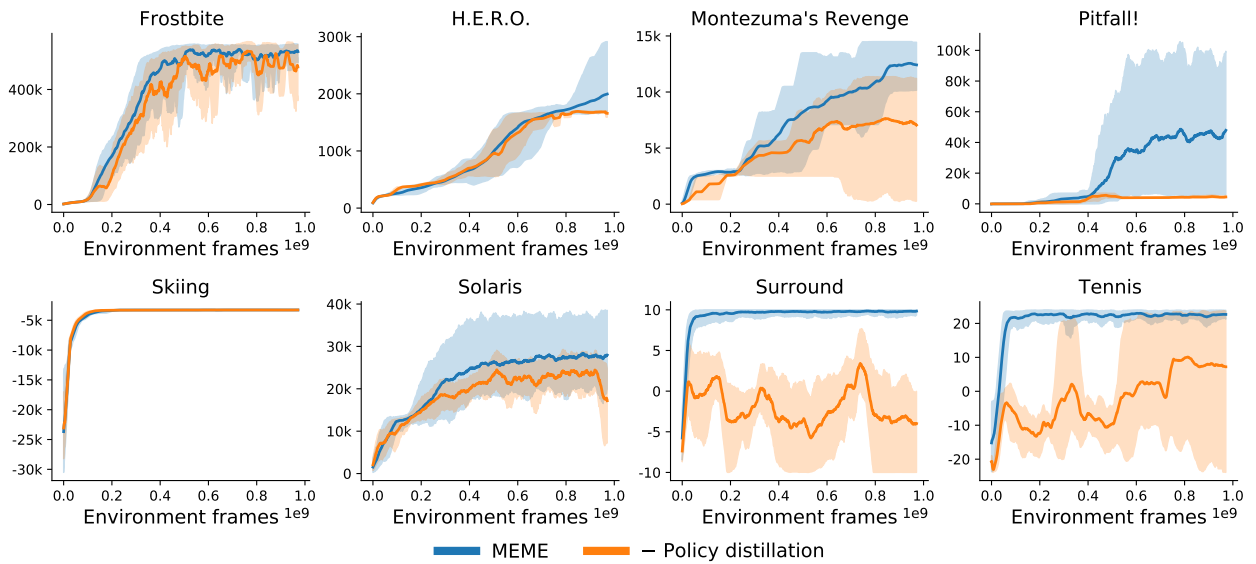 Frostbite
400k
200k
0
0.0 0.2 0.4 0.6 0.8 1.0
Environment frames 1e9
H.E.R.O.
300k
200k
100k
0
0.0 0.2 0.4 0.6 0.8 1.0
Environment frames 1e9
Montezuma's Revenge
15k
10k
5k
0
0.0 0.2 0.4 0.6 0.8 1.0
Environment frames 1e9
Pitfall!
100k
80k
60k
40k
20k
0
0.0 0.2 0.4 0.6 0.8 1.0
Environment frames 1e9
Skiing
-5k
-10k
-15k
-20k
-25k
-30k
0.0 0.2 0.4 0.6 0.8 1.0
Environment frames 1e9
Solaris
40k
30k
20k
10k
0
0.0 0.2 0.4 0.6 0.8 1.0
Environment frames 1e9
Surround
10
5
0
-5
-10
0.0 0.2 0.4 0.6 0.8 1.0
Environment frames 1e9
Tennis
20
10
0
-10
-20
0.0 0.2 0.4 0.6 0.8 1.0
Environment frames 1e9
MEME − Policy distillation